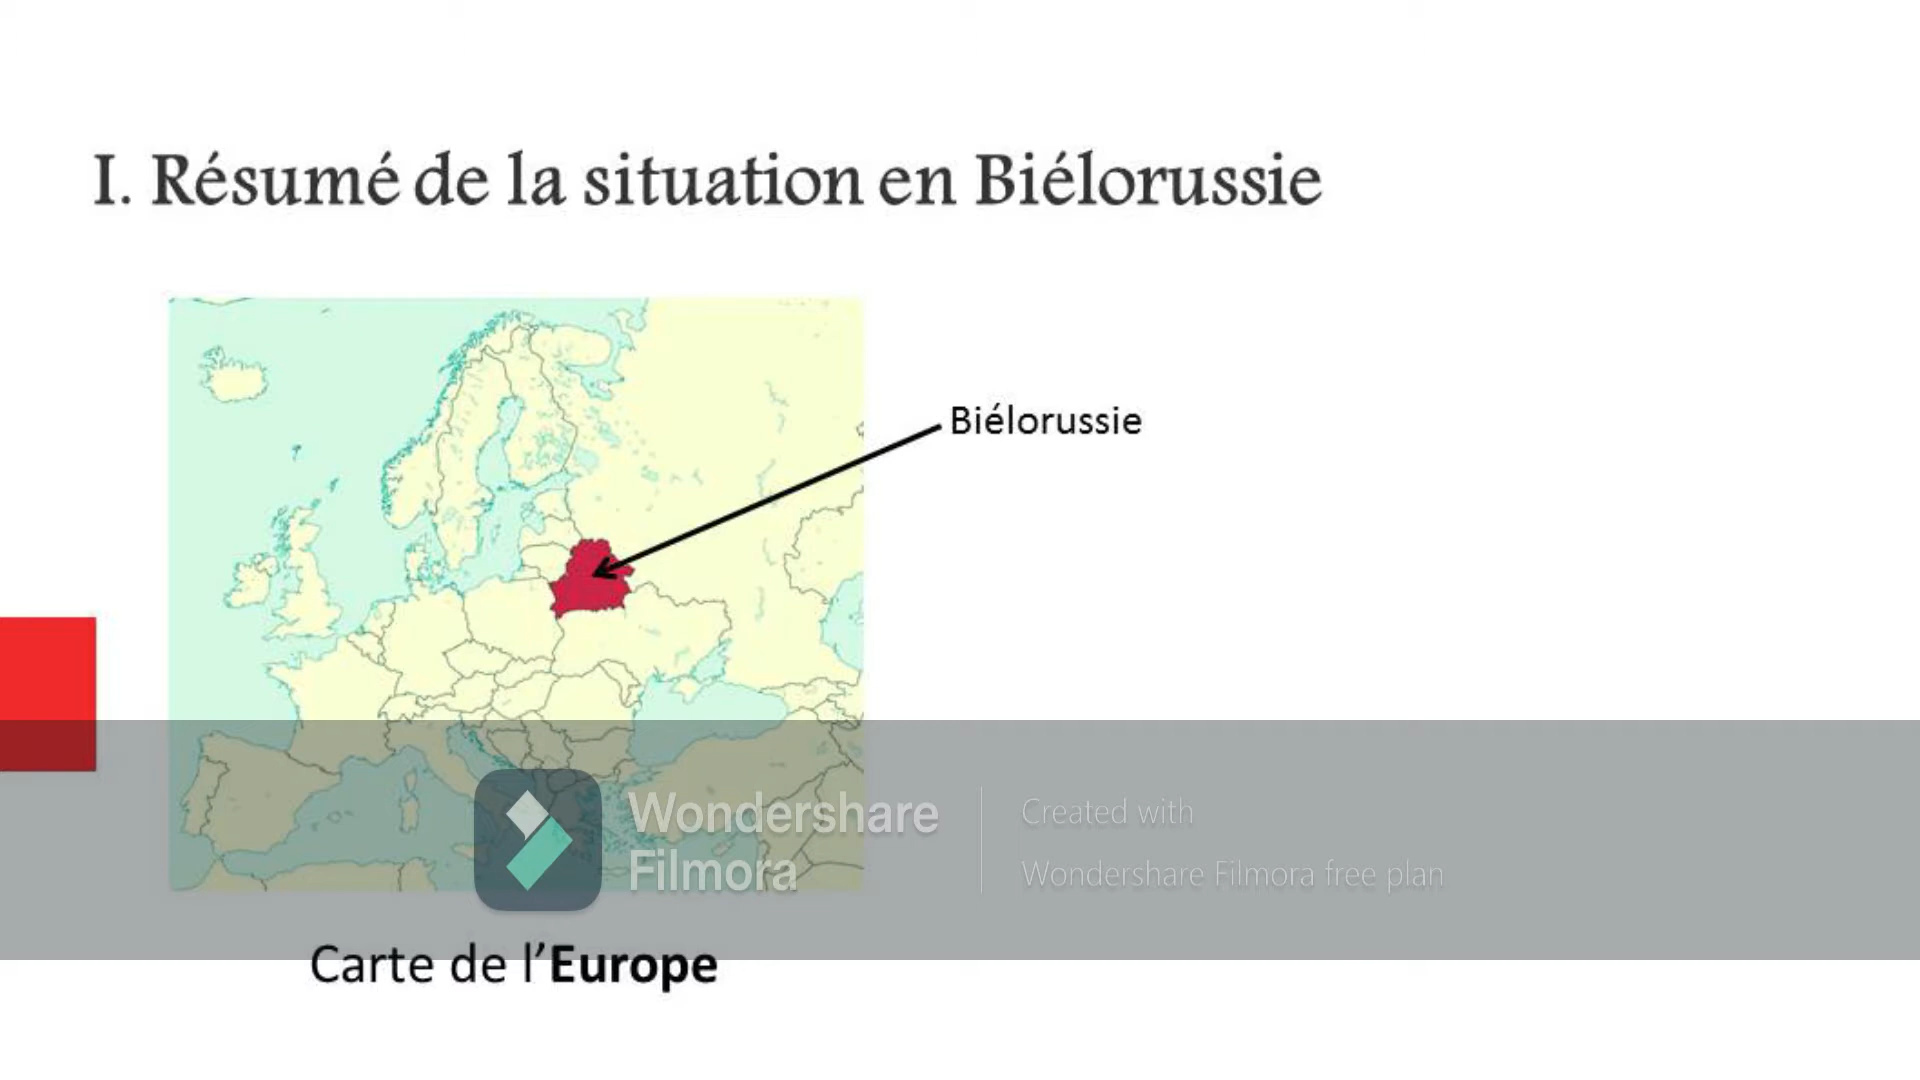 I. Résumé de la situation en Biélorussie
Biélorussie
Wondershare
Filmora
Created with
Wondershare Filmora free plan
Carte de l’Europe